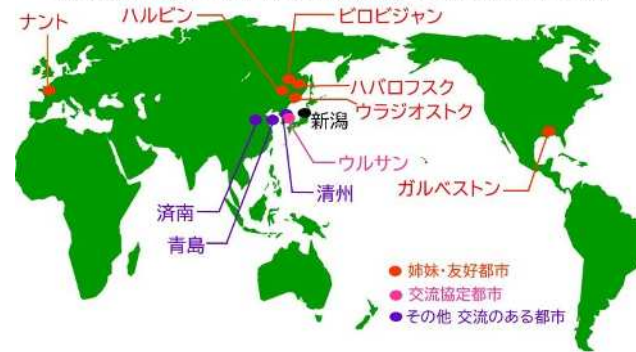 ナント
ハルビン
ビロビジャン
ハバロフスク
ウラジオストク
新潟
ウルサン
ガルベストン
清州
済南
青島
姉妹・友好都市
交流協定都市
その他 交流のある都市